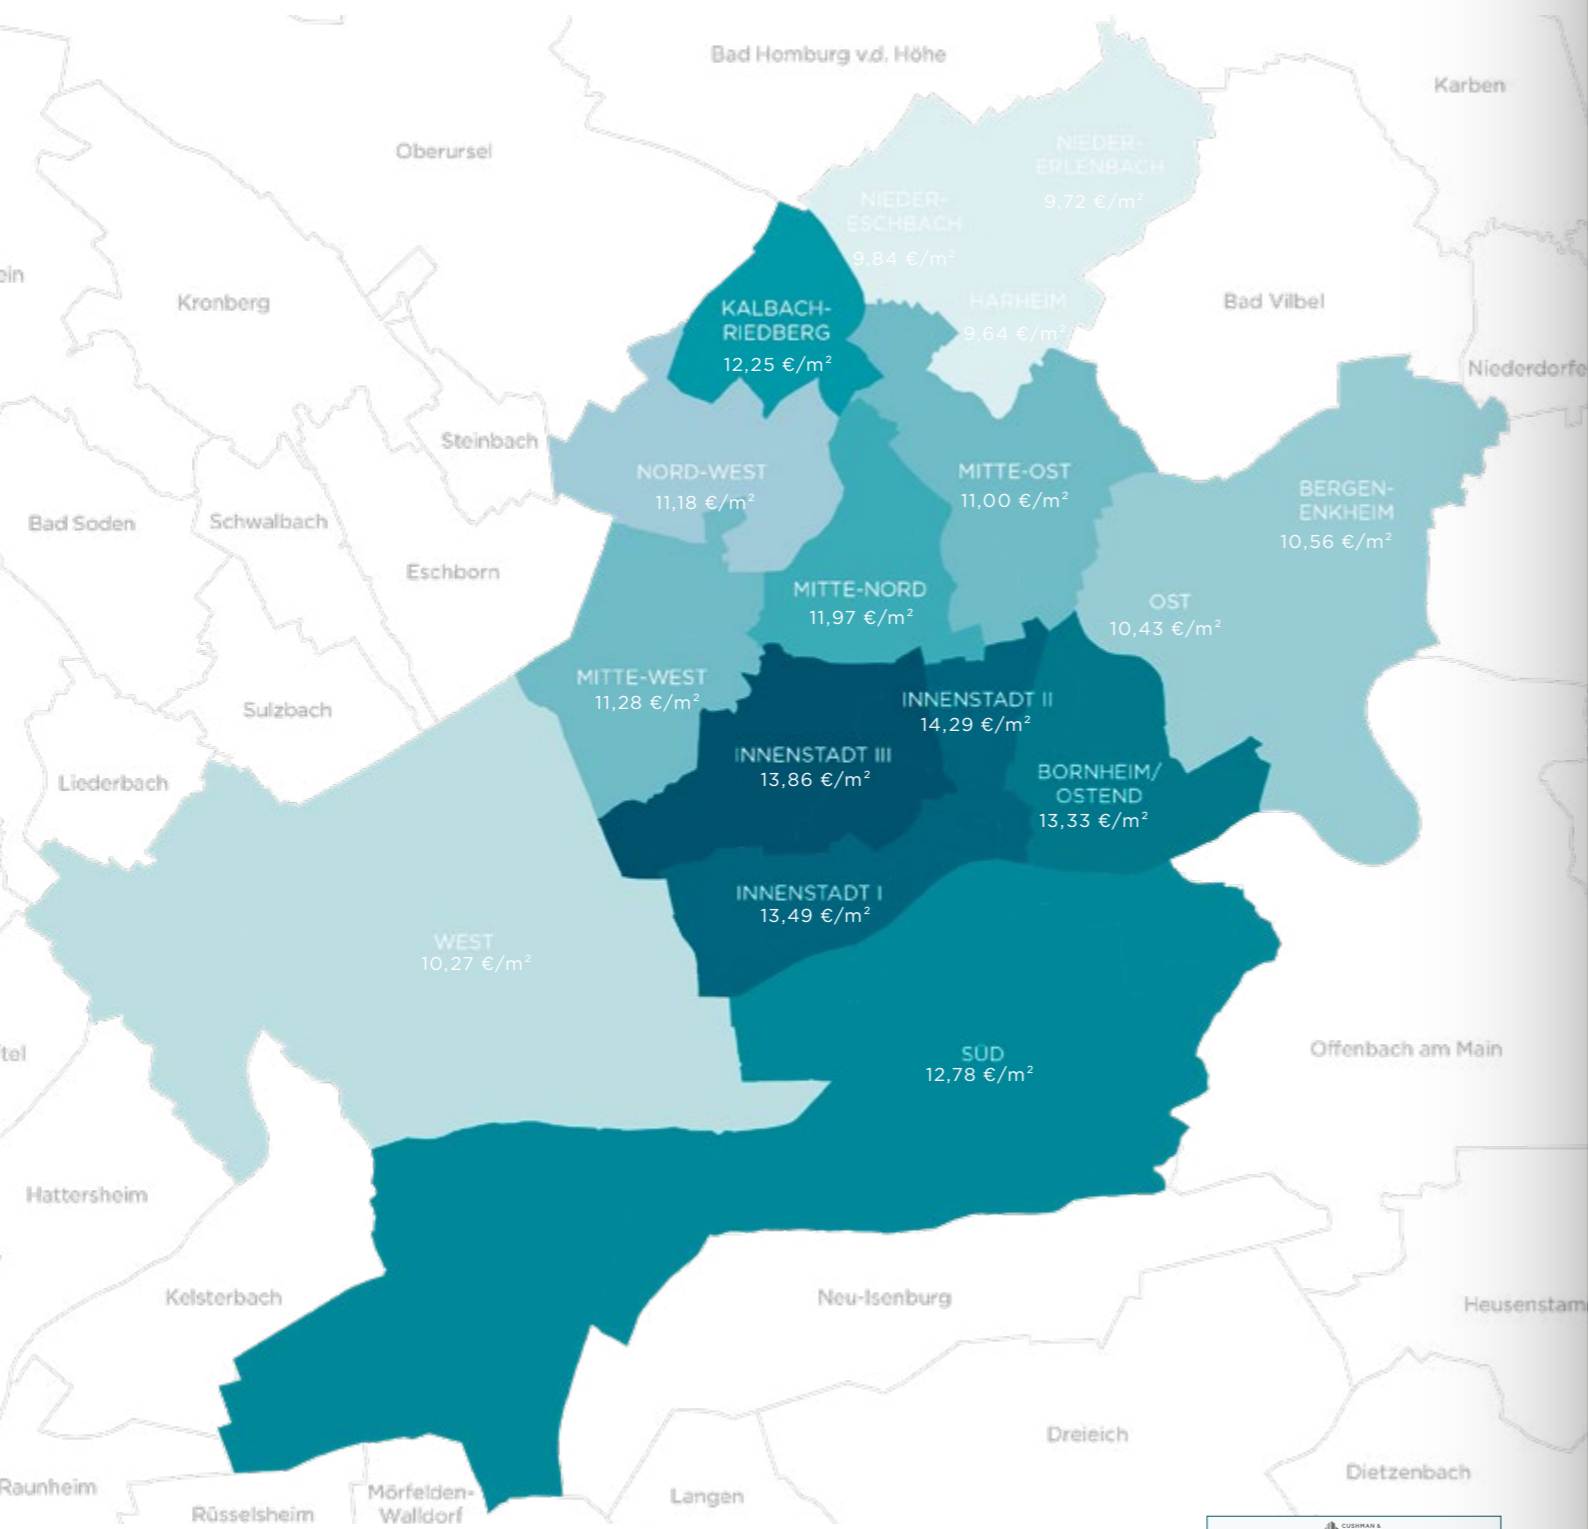 Bad Homburg v.d. Höhe
Karben
Oberursel
NIEDER-
ERLENBACH
9,72 €/m²
NIEDER-
ESCHBACH
9,84 €/m²
ein
Kronberg
HARHEIM
9,64 €/m²
Bad Vilbel
KALBACH-
RIEDBERG
12,25 €/m²
Niederdorfe
Steinbach
NORD-WEST
11,18 €/m²
MITTE-OST
11,00 €/m²
BERGEN-
ENKHEIM
10,56 €/m²
Bad Soden
Schwalbach
Eschborn
MITTE-NORD
11,97 €/m²
OST
10,43 €/m²
MITTE-WEST
11,28 €/m²
Sulzbach
INNENSTADT II
14,29 €/m²
INNENSTADT III
13,86 €/m²
Liederbach
BORNHEIM/
OSTEND
13,33 €/m²
INNENSTADT I
13,49 €/m²
WEST
10,27 €/m²
tel
SÜD
12,78 €/m²
Offenbach am Main
Hattersheim
Kelsterbach
Neu-Isenburg
Heusenstam
Dreieich
Dietzenbach
Raunheim
Rüsselsheim
Mörfelden-
Walldorf
Langen
CUSHMAN &